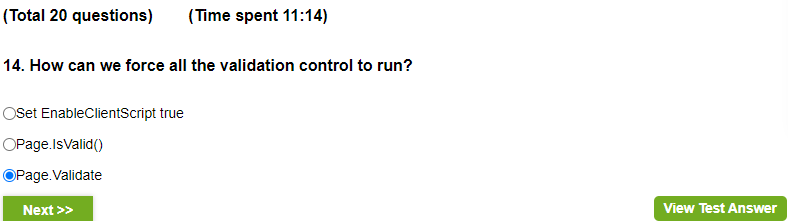 (Total 20 questions) (Time spent 11:14)
14. How can we force all the validation control to run?
Set EnableClientScript true
Page.IsValid()
Page.Validate
Next >>
View Test Answer